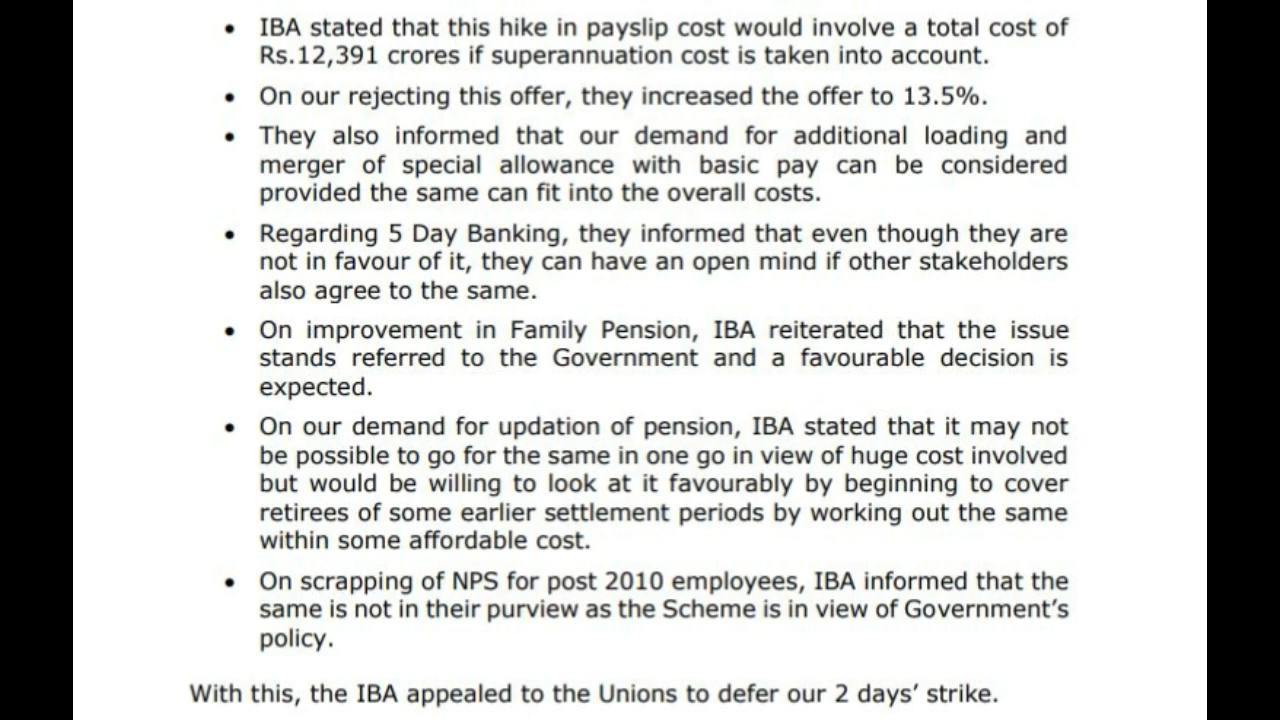 • IBA stated that this hike in payslip cost would involve a total cost of
Rs.12,391 crores if superannuation cost is taken into account.
• On our rejecting this offer, they increased the offer to 13.5%.
• They also informed that our demand for additional loading and
merger of special allowance with basic pay can be considered
provided the same can fit into the overall costs.
• Regarding 5 Day Banking, they informed that even though they are
not in favour of it, they can have an open mind if other stakeholders
also agree to the same.
• On improvement in Family Pension, IBA reiterated that the issue
stands referred to the Government and a favourable decision is
expected.
• On our demand for updation of pension, IBA stated that it may not
be possible to go for the same in one go in view of huge cost involved
but would be willing to look at it favourably by beginning to cover
retirees of some earlier settlement periods by working out the same
within some affordable cost.
• On scrapping of NPS for post 2010 employees, IBA informed that the
same is not in their purview as the Scheme is in view of Government’s
policy.
With this, the IBA appealed to the Unions to defer our 2 days’ strike.